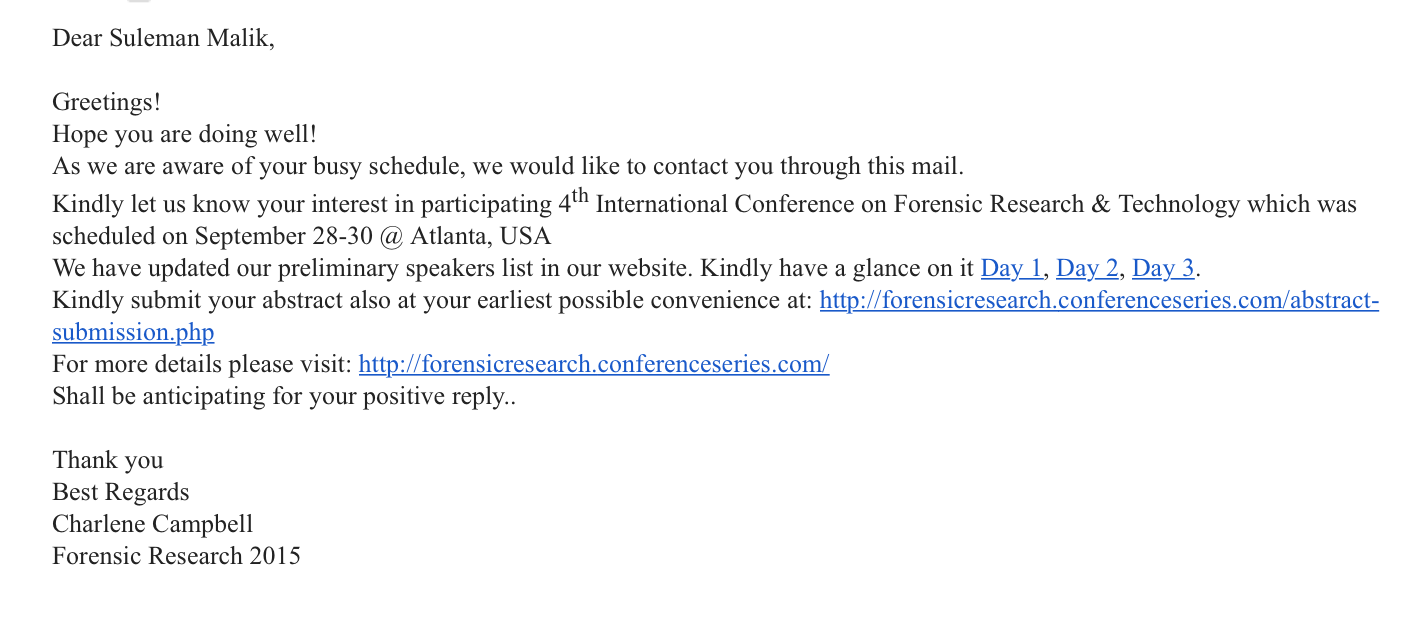 Dear Suleman Malik,
Greetings!
Hope you are doing well!
As we are aware of your busy schedule, we would like to contact you through this mail.
Kindly let us know your interest in participating 4th International Conference on Forensic Research & Technology which was
scheduled on September 28-30 @ Atlanta, USA
We have updated our preliminary speakers list in our website. Kindly have a glance on it Day 1, Day 2, Day 3.
Kindly submit your abstract also at your earliest possible convenience at: http://forensicresearch.conferenceseries.com/abstract-
submission.php
For more details please visit: http://forensicresearch.conferenceseries.com/
Shall be anticipating for your positive reply..
Thank you
Best Regards
Charlene Campbell
Forensic Research 2015